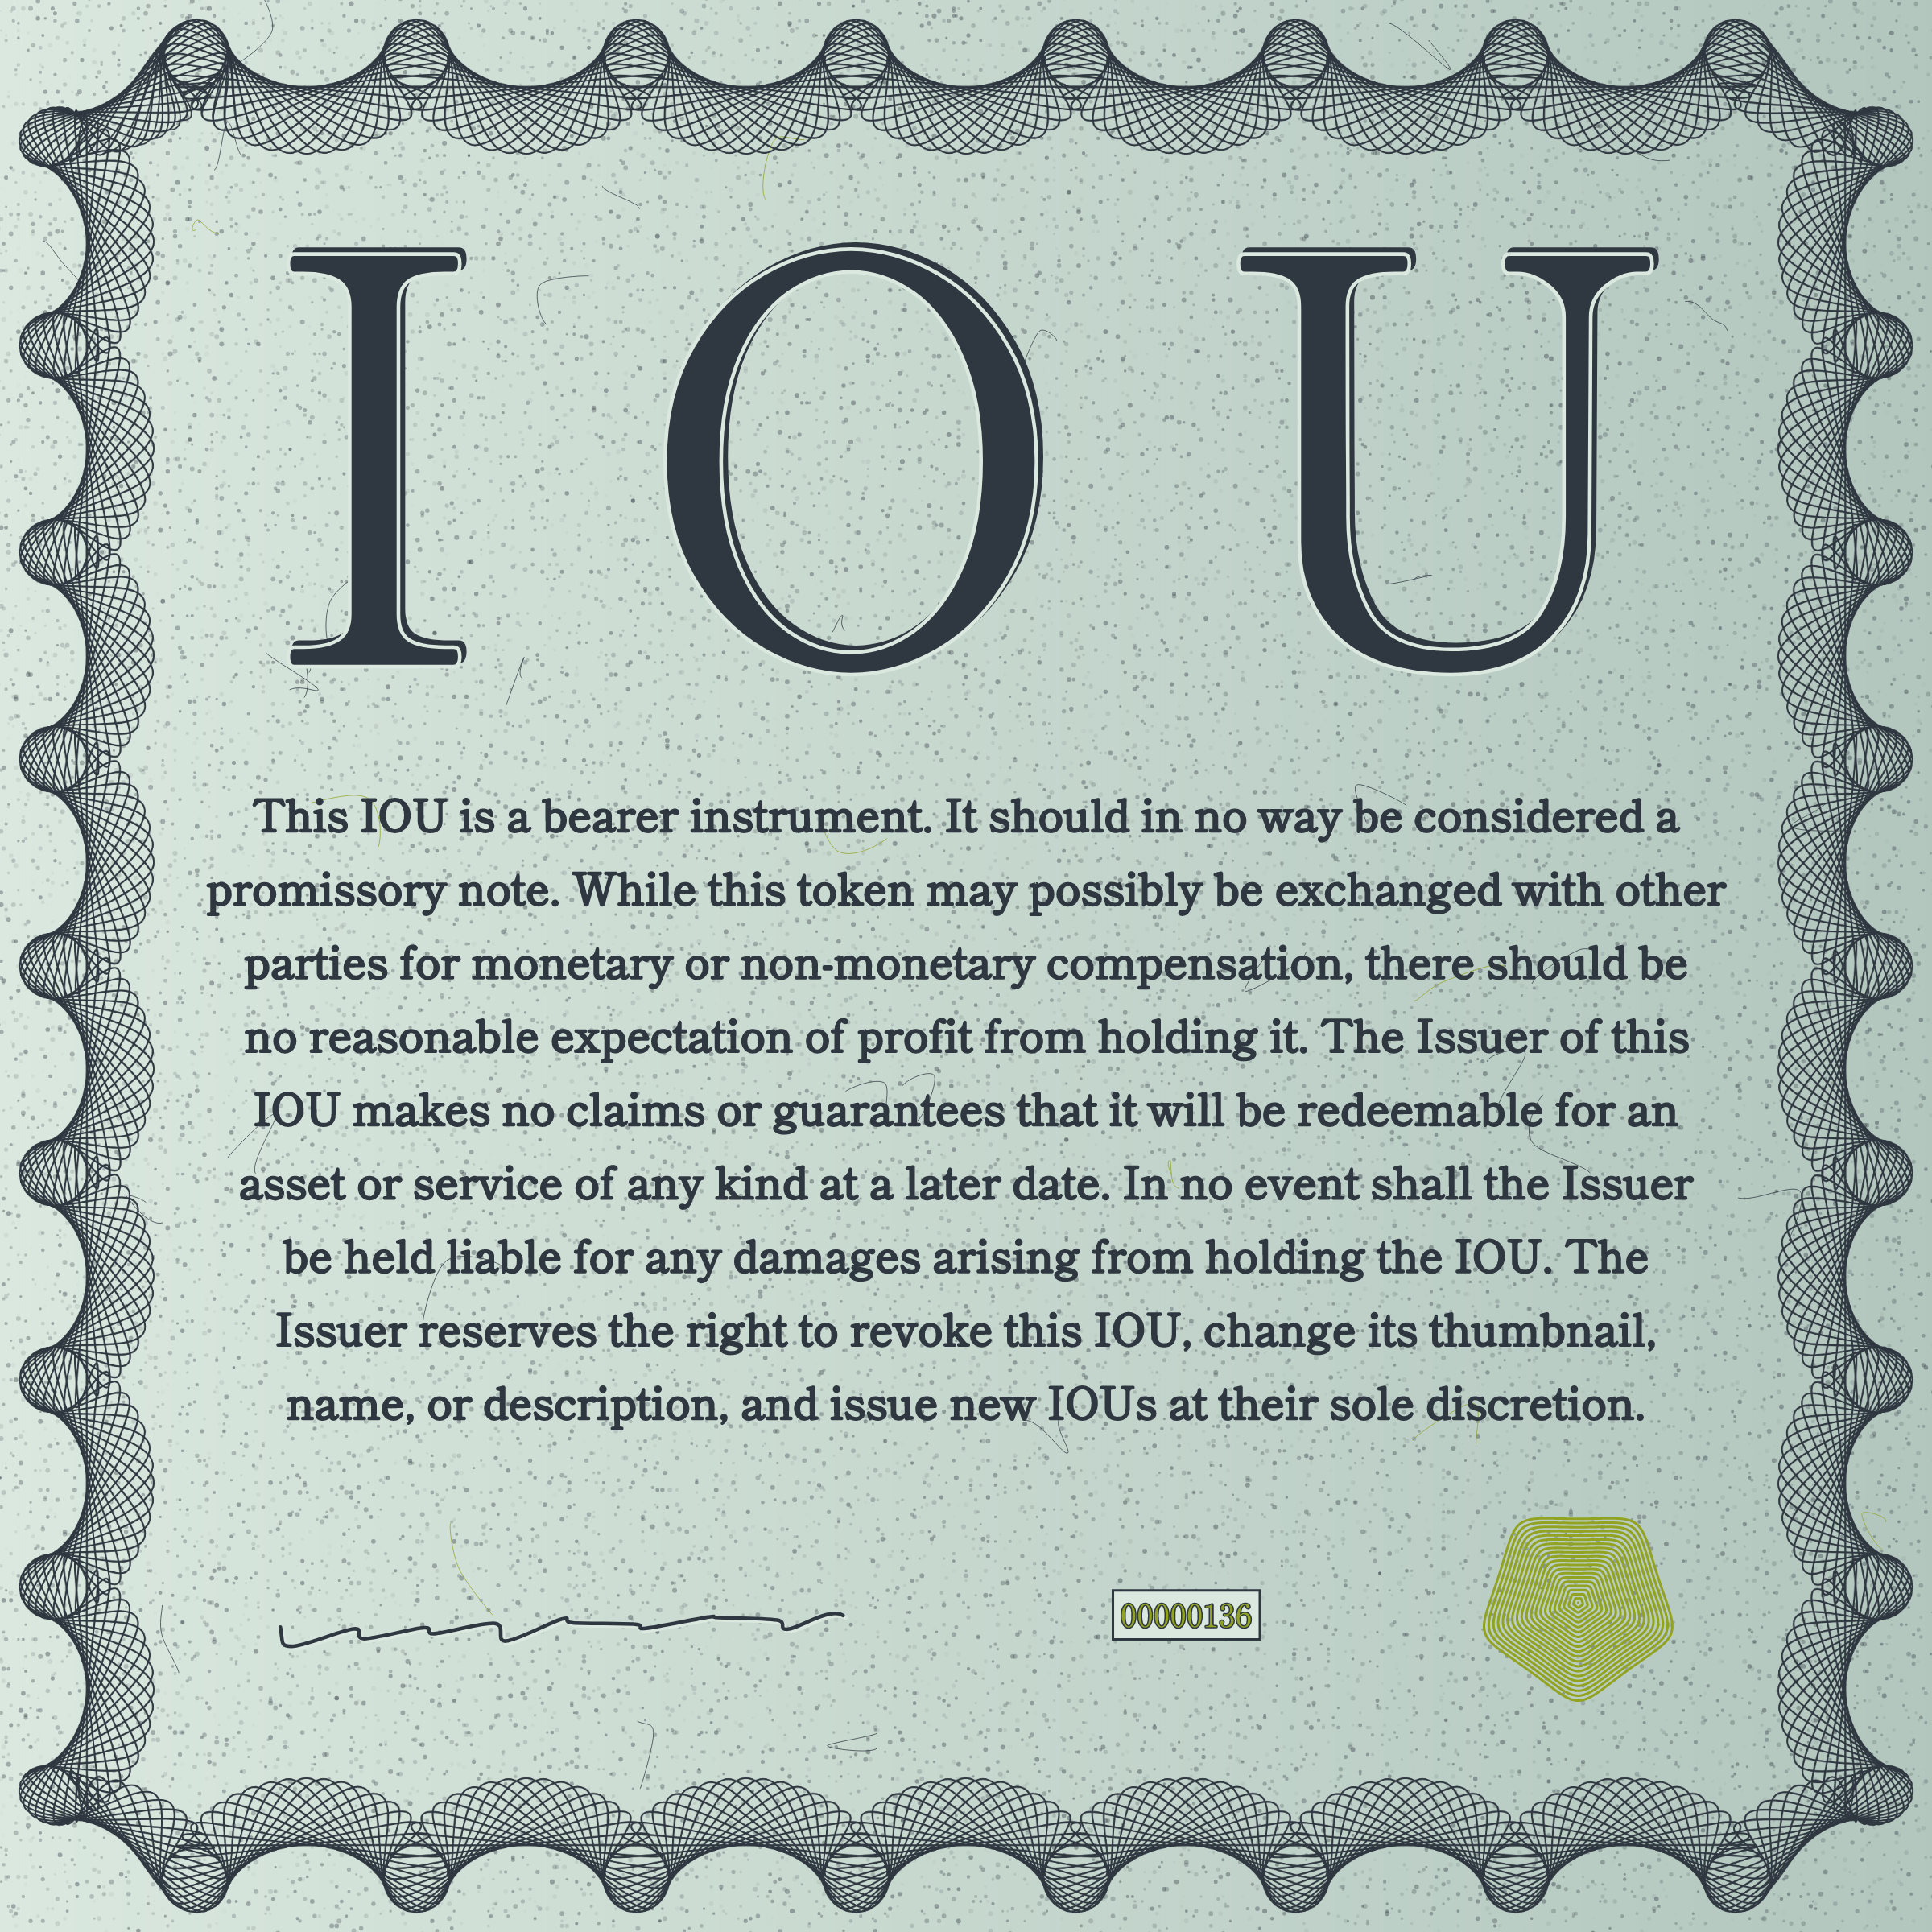 I O U
This IOU is a bearer instrument. It should in no way be considered a
promissory note. While this token may possibly be exchanged with other
parties for monetary or non-monetary compensation, there should be
no reasonable expectation of profit from holding it. The Issuer of this
IOU makes no claims or guarantees that it will be redeemable for an
asset or service of any kind at a later date. In no event shall the Issuer
be held liable for any damages arising from holding the IOU. The
Issuer reserves the right to revoke this IOU, change its thumbnail,
name, or description, and issue new IOUs at their sole discretion.
00000136